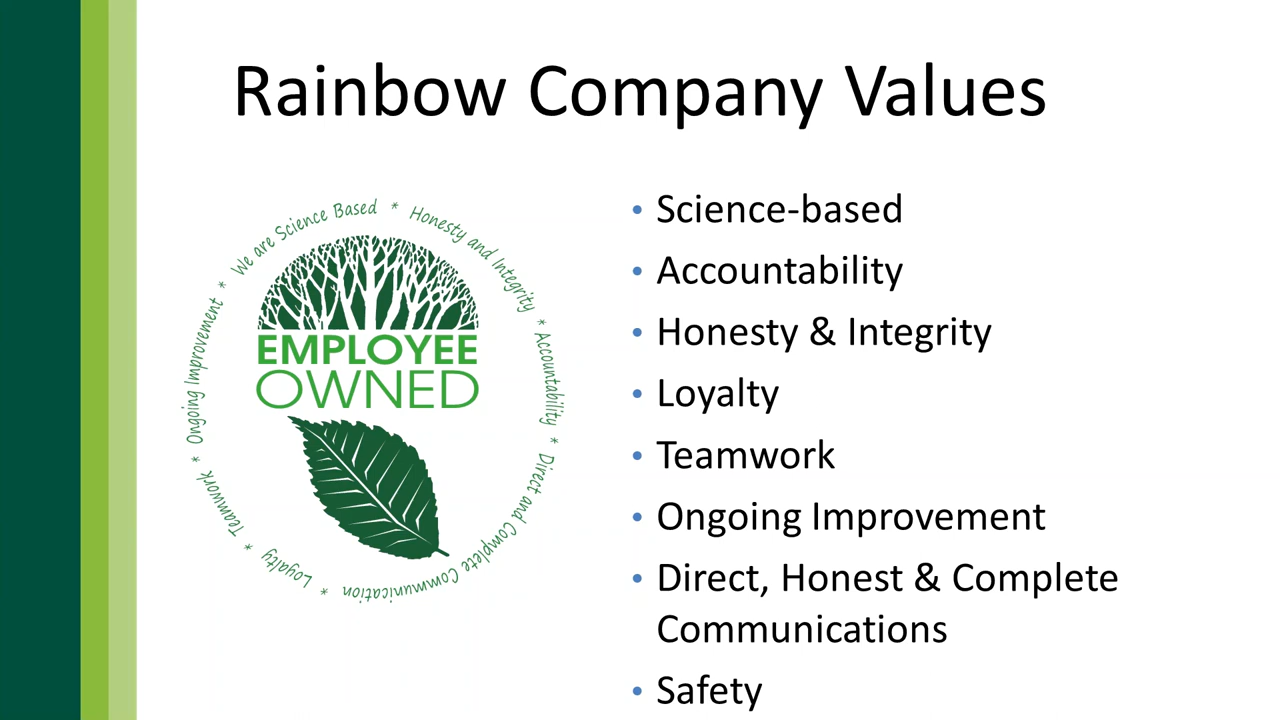 Rainbow Company Values
We are Science Based * Honesty and Integrity * Accountability * Direct and Complete Communication * Loyalty * Teamwork * Ongoing Improvement *
EMPLOYEE
OWNED
• Science-based
• Accountability
• Honesty & Integrity
• Loyalty
• Teamwork
• Ongoing Improvement
• Direct, Honest & Complete
Communications
• Safety